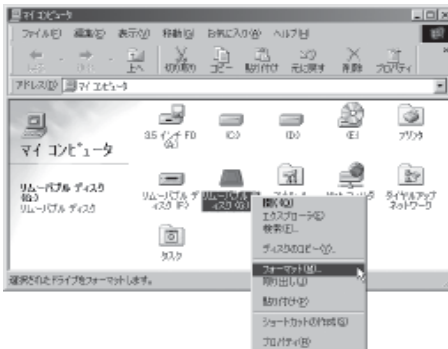 マイ コンピュータ
ファイル(F) 編集(E) 表示(V) 移動(G) お気に入り(A) ヘルプ(H)
上へ 切り取り コピー 貼り付け 元に戻す 削除 プロパティ
アドレス(D) マイ コンピュータ
マイ コンピュータ
リムーバブル ディスク
(G:)
リムーバブル ディスク
3.5 インチ FD
(A:)
(C:)
(D:)
(E:)
プリンタ
リムーバブル デ
ィスク (F:)
リムーバブル デ
ィスク (G:)
ダイヤルアップ
ネットワーク
タスク
開く(O)
エクスプローラ(E)
検索(F)...
ディスクのコピー(Y)...
フォーマット(M)...
取り出し(J)
貼り付け(P)
ショートカットの作成(S)
プロパティ(R)
選択されたドライブをフォーマットします。